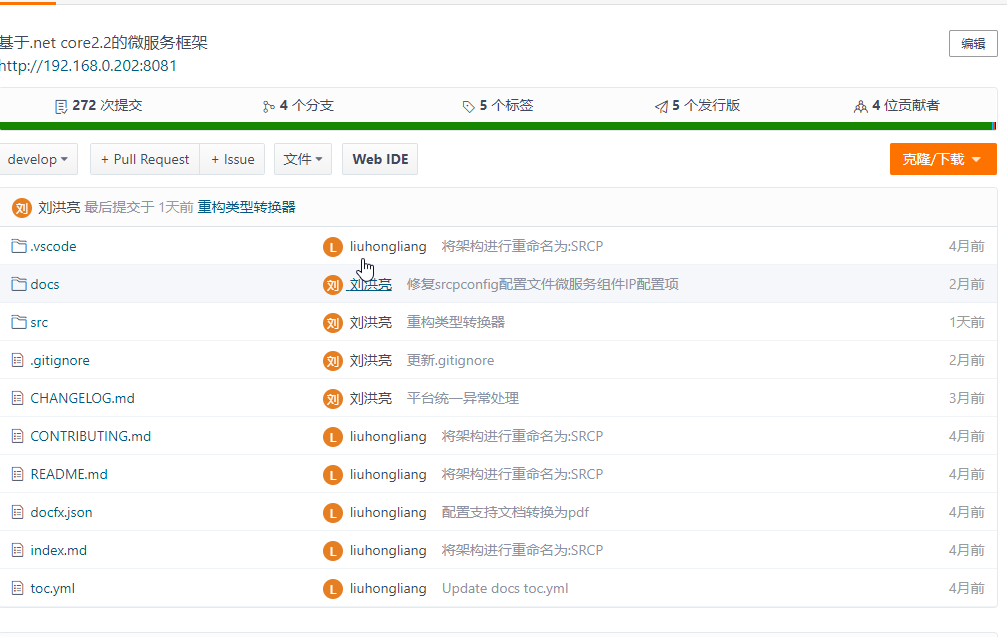 基于.net core2.2的微服务框架
编辑
http://192.168.0.202:8081
272 次提交 4 个分支 5 个标签 5 个发行版 4 位贡献者
develop + Pull Request + Issue 文件 Web IDE 克隆/下载
刘 刘洪亮 最后提交于 1天前 重构类型转换器
.vscode L liuhongliang 将架构进行重命名为:SRCP 4月前
docs 刘 刘洪亮 修复srcpconfig配置文件微服务组件IP配置项 2月前
src 刘 刘洪亮 重构类型转换器 1天前
.gitignore 刘 刘洪亮 更新.gitignore 2月前
CHANGELOG.md 刘 刘洪亮 平台统一异常处理 3月前
CONTRIBUTING.md L liuhongliang 将架构进行重命名为:SRCP 4月前
README.md L liuhongliang 将架构进行重命名为:SRCP 4月前
docfx.json L liuhongliang 配置支持文档转换为pdf 4月前
index.md L liuhongliang 将架构进行重命名为:SRCP 4月前
toc.yml L liuhongliang Update docs toc.yml 4月前